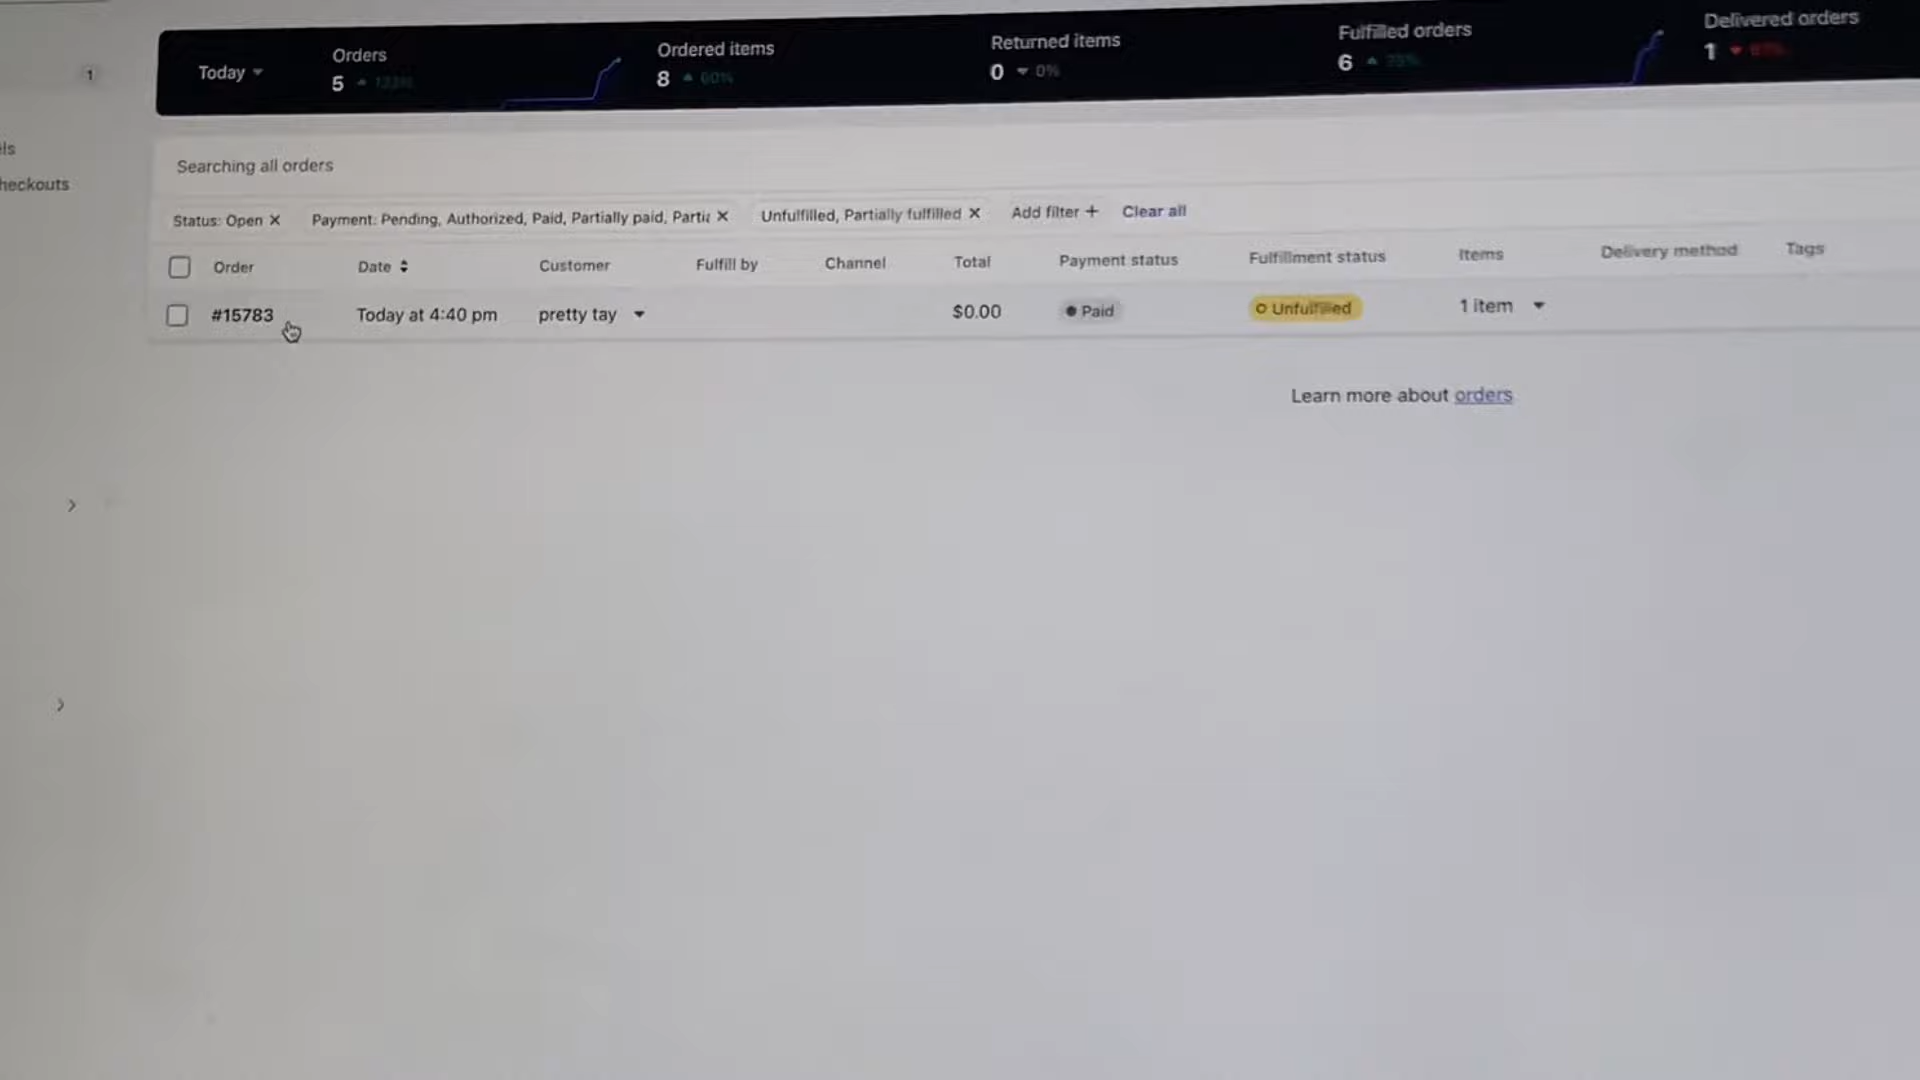 1
els
heckouts
Today
Orders
5
Ordered items
8 60%
Returned items
0 0%
Fulfilled orders
6
Delivered orders
1
Searching all orders
Status: Open Payment: Pending, Authorized, Paid, Partially paid, Partia Unfulfilled, Partially fulfilled Add filter + Clear all
Order Date Customer Fulfill by Channel Total Payment status Fulfillment status Items Delivery method Tags
#15783 Today at 4:40 pm pretty tay $0.00 Paid Unfulfilled 1 item
Learn more about orders